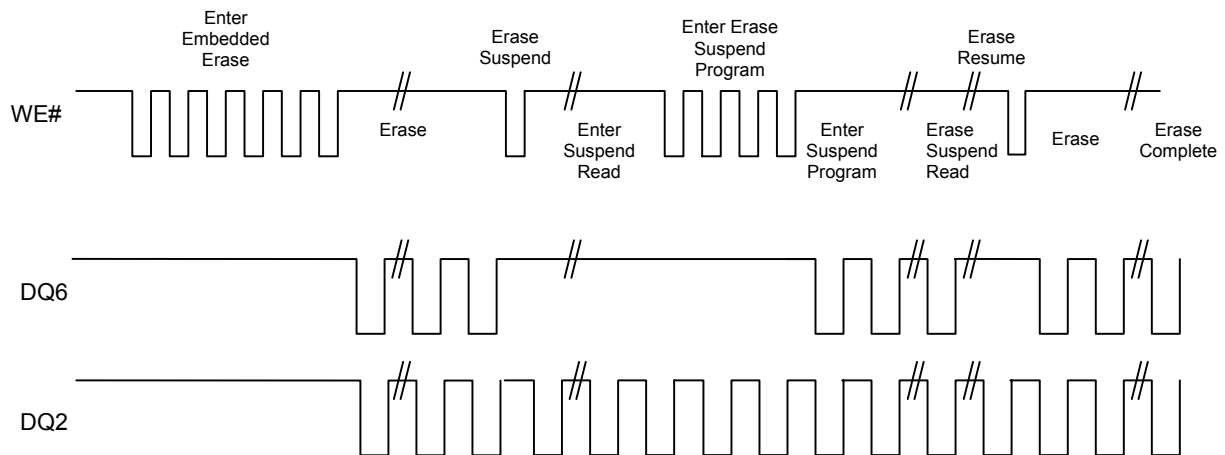 Enter
Embedded
Erase
Erase
Suspend
Enter Erase
Suspend
Program
Erase
Resume
WE#
Erase
Enter
Suspend
Read
Enter
Suspend
Program
Erase
Suspend
Read
Erase
Erase
Complete
DQ6
DQ2